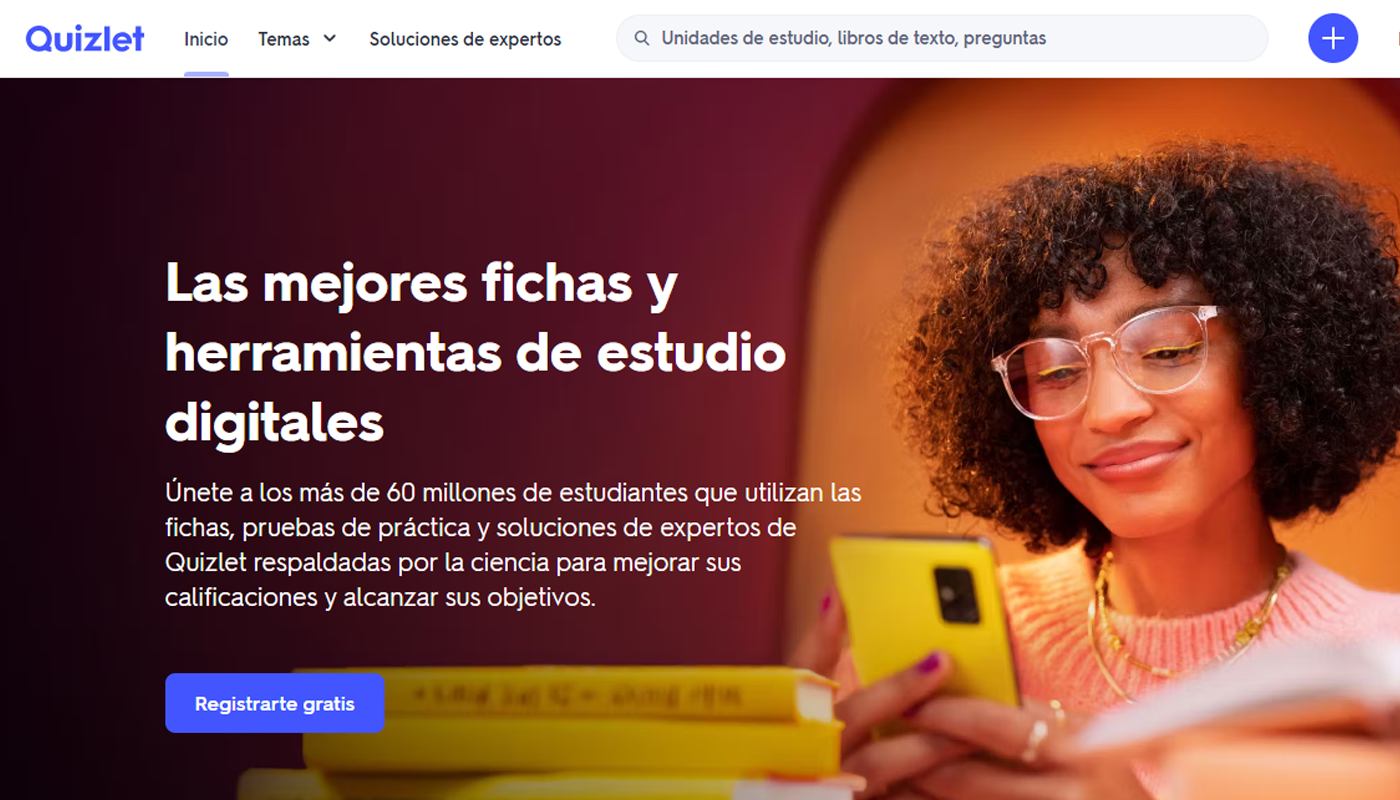 Quizlet
Inicio
Temas
Soluciones de expertos
Unidades de estudio, libros de texto, preguntas
Las mejores fichas y
herramientas de estudio
digitales
Únete a los más de 60 millones de estudiantes que utilizan las
fichas, pruebas de práctica y soluciones de expertos de
Quizlet respaldadas por la ciencia para mejorar sus
calificaciones y alcanzar sus objetivos.
Registrarte gratis